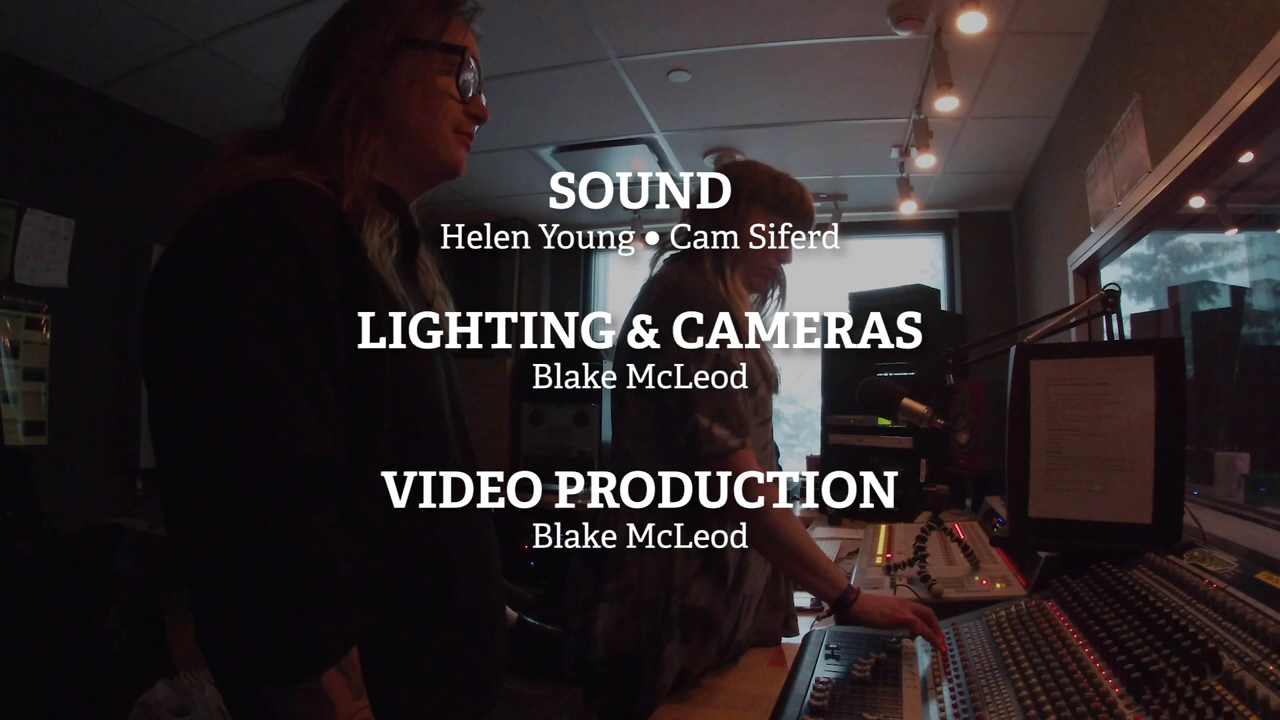 SOUND
Helen Young ● Cam Siferd
LIGHTING & CAMERAS
Blake McLeod
VIDEO PRODUCTION
Blake McLeod